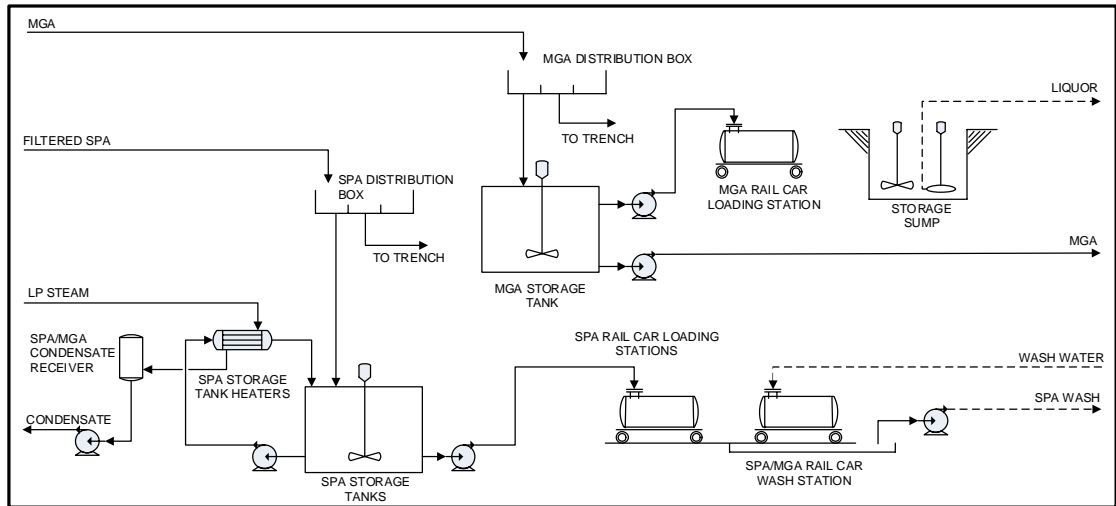 MGA
MGA DISTRIBUTION BOX
LIQUOR
TO TRENCH
FILTERED SPA
SPA DISTRIBUTION
BOX
MGA RAIL CAR
LOADING STATION
STORAGE
SUMP
TO TRENCH
MGA
MGA STORAGE
TANK
LP STEAM
SPA/MGA
CONDENSATE
RECEIVER
SPA STORAGE
TANK HEATERS
SPA RAIL CAR LOADING
STATIONS
WASH WATER
SPA WASH
CONDENSATE
SPA/MGA RAIL CAR
WASH STATION
SPA STORAGE
TANKS